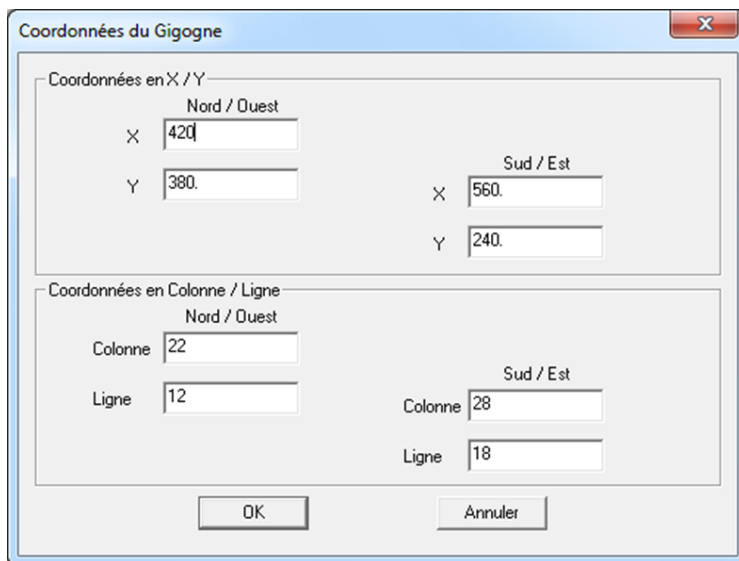 Coordonnées du Gigogne
Coordonnées en X / Y
Nord / Ouest
X 420
Y 380.
Sud / Est
X 560.
Y 240.
Coordonnées en Colonne / Ligne
Nord / Ouest
Colonne 22
Ligne 12
Sud / Est
Colonne 28
Ligne 18
OK Annuler